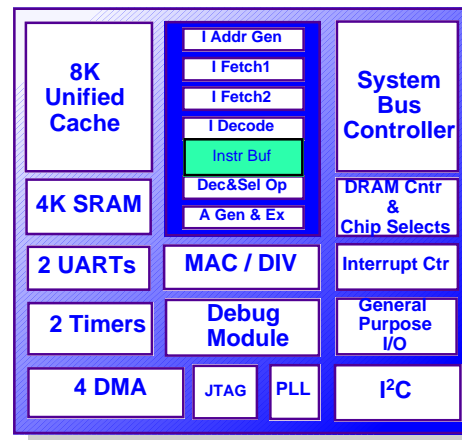 8K
Unified
Cache
I Addr Gen
I Fetch1
I Fetch2
I Decode
Instr Buf
Dec&Sel Op
A Gen & Ex
System
Bus
Controller
4K SRAM
DRAM Cntr
&
Chip Selects
2 UARTs
MAC / DIV
Interrupt Ctr
2 Timers
Debug
Module
General
Purpose
I/O
4 DMA
JTAG
PLL
I²C